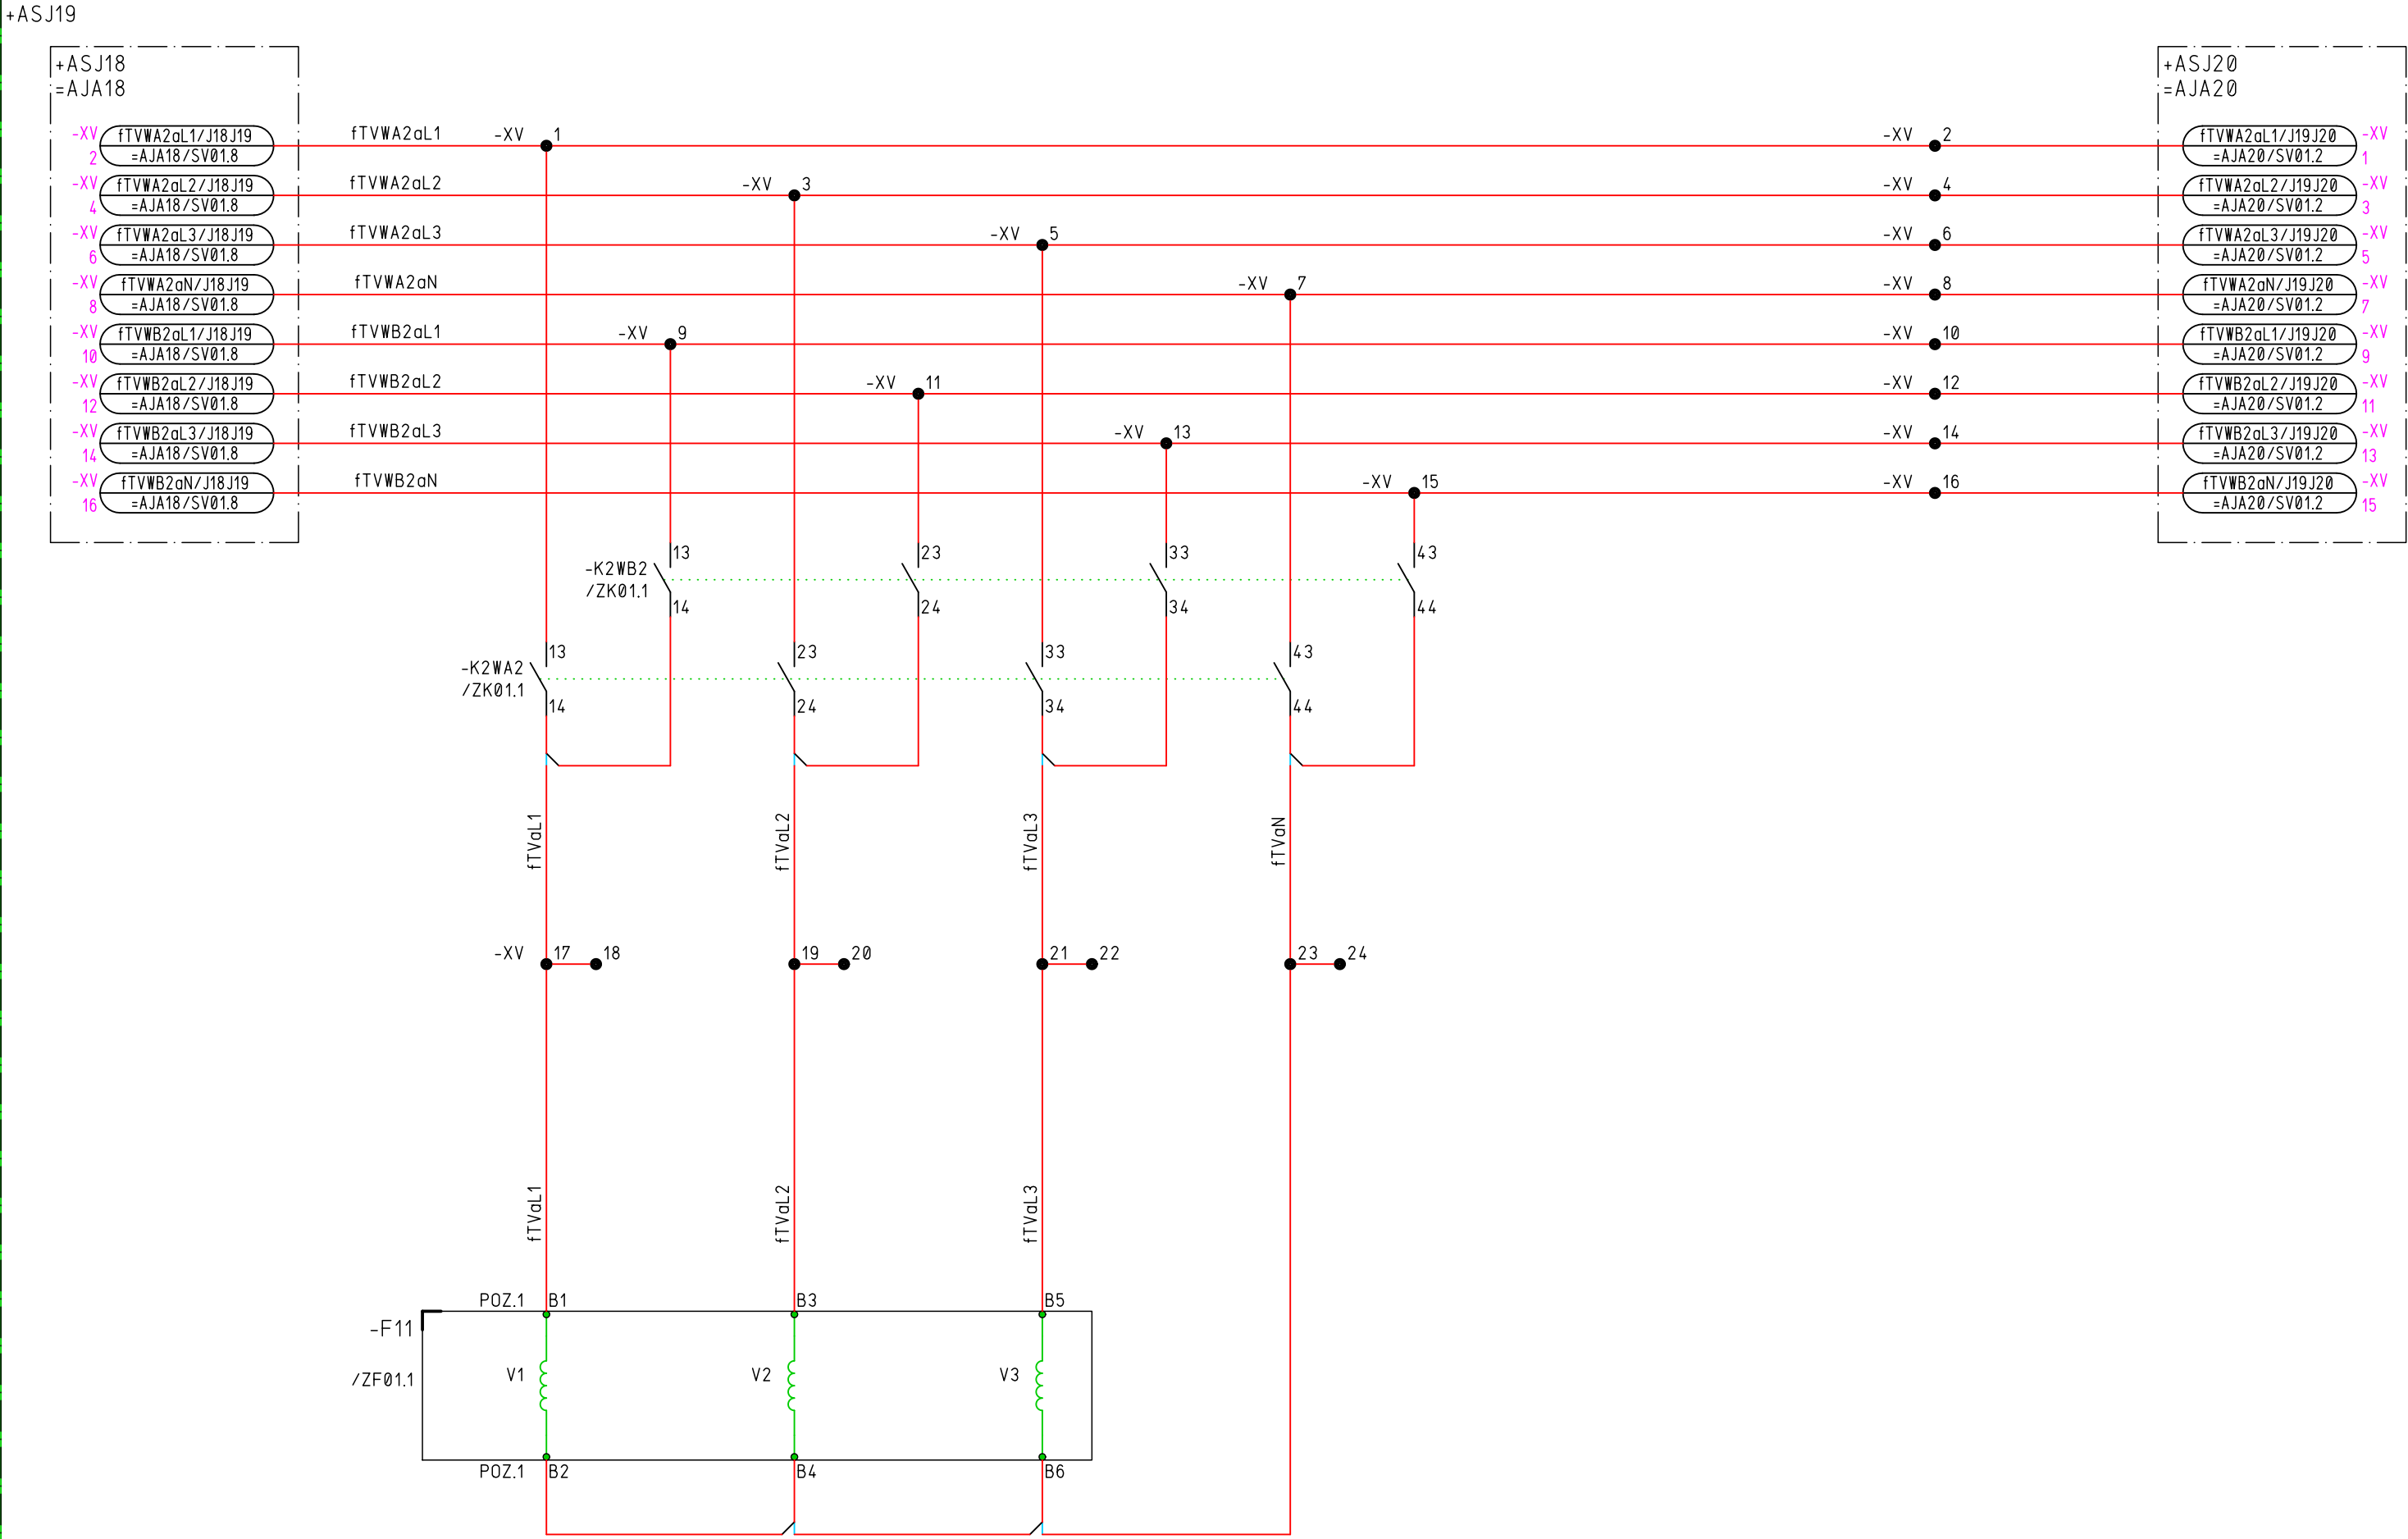 +ASJ19
+ASJ18
=AJA18
+ASJ20
=AJA20
-XV fTVWA2aL1/J18J19 fTVWA2aL1 -XV 1 -XV 2 fTVWA2aL1/J19J20 -XV
2 =AJA18/SV01.8 =AJA20/SV01.2 1
-XV fTVWA2aL2/J18J19 fTVWA2aL2 -XV 3 -XV 4 fTVWA2aL2/J19J20 -XV
4 =AJA18/SV01.8 =AJA20/SV01.2 3
-XV fTVWA2aL3/J18J19 fTVWA2aL3 -XV 5 -XV 6 fTVWA2aL3/J19J20 -XV
6 =AJA18/SV01.8 =AJA20/SV01.2 5
-XV fTVWA2aN/J18J19 fTVWA2aN -XV 7 -XV 8 fTVWA2aN/J19J20 -XV
8 =AJA18/SV01.8 =AJA20/SV01.2 7
-XV fTVWB2aL1/J18J19 fTVWB2aL1 -XV 9 -XV 10 fTVWB2aL1/J19J20 -XV
10 =AJA18/SV01.8 =AJA20/SV01.2 9
-XV fTVWB2aL2/J18J19 fTVWB2aL2 -XV 11 -XV 12 fTVWB2aL2/J19J20 -XV
12 =AJA18/SV01.8 =AJA20/SV01.2 11
-XV fTVWB2aL3/J18J19 fTVWB2aL3 -XV 13 -XV 14 fTVWB2aL3/J19J20 -XV
14 =AJA18/SV01.8 =AJA20/SV01.2 13
-XV fTVWB2aN/J18J19 fTVWB2aN -XV 15 -XV 16 fTVWB2aN/J19J20 -XV
16 =AJA18/SV01.8 =AJA20/SV01.2 15
13 23 33 43
-K2WB2
/ZK01.1
14 24 34 44
13 23 33 43
-K2WA2
/ZK01.1
14 24 34 44
fTVaL1 fTVaL2 fTVaL3 fTVaN
-XV 17 18 19 20 21 22 23 24
fTVaL1 fTVaL2 fTVaL3
POZ.1 B1 B3 B5
-F11
V1 V2 V3
/ZF01.1
POZ.1 B2 B4 B6